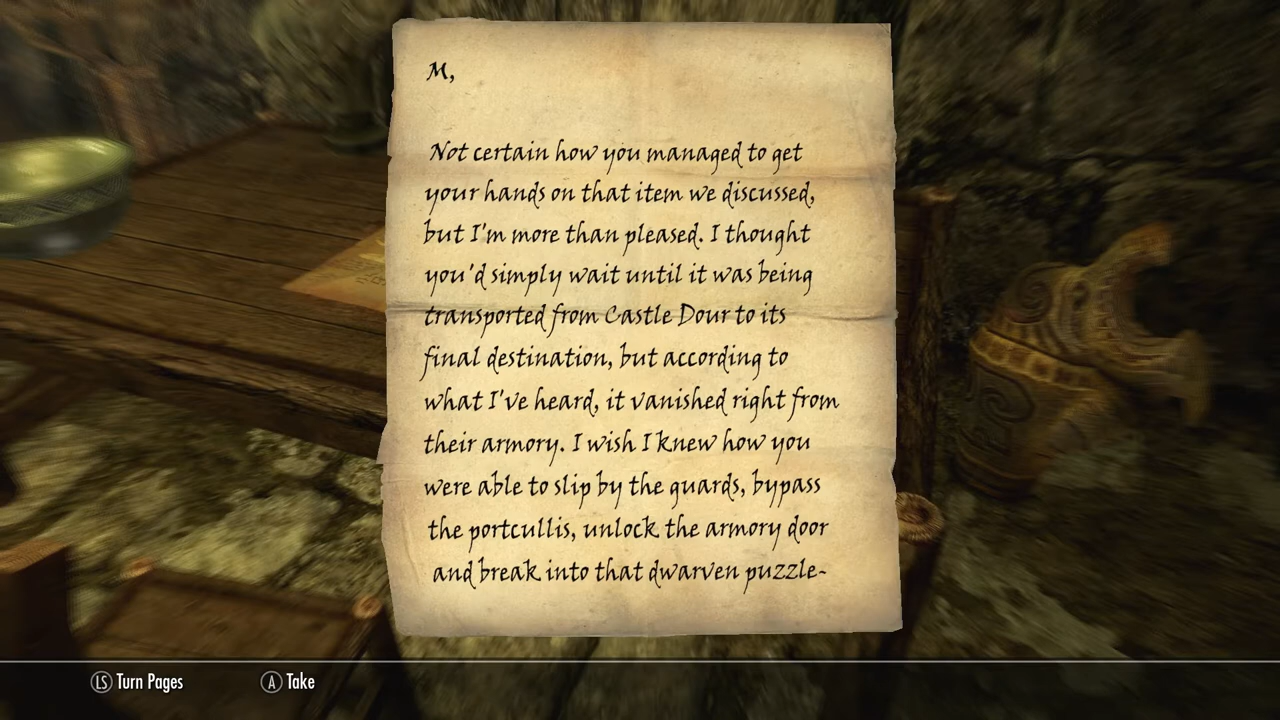 M,
Not certain how you managed to get
your hands on that item we discussed,
but I'm more than pleased. I thought
you'd simply wait until it was being
transported from Castle Dour to its
final destination, but according to
what I've heard, it vanished right from
their armory. I wish I knew how you
were able to slip by the guards, bypass
the portcullis, unlock the armory door
and break into that dwarven puzzle-
LS Turn Pages
A Take